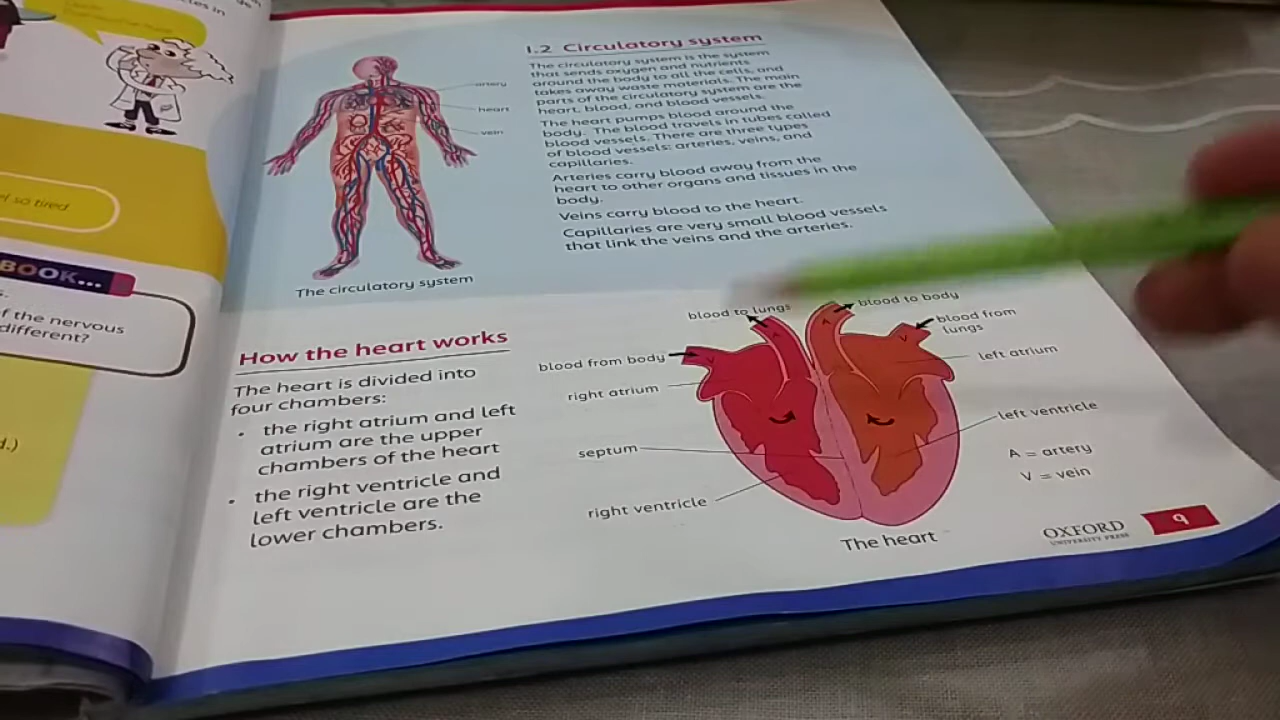 el so tired
BOOK...
f the nervous
different?
d.)
1.2 Circulatory system
The circulatory system is the system
that sends oxygen and nutrients
around the body to all the cells, and
takes away waste materials. The main
parts of the circulatory system are the
heart, blood, and blood vessels.
The heart pumps blood around the
body. The blood travels in tubes called
blood vessels. There are three types
of blood vessels: arteries, veins, and
capillaries.
Arteries carry blood away from the
heart to other organs and tissues in the
body.
Veins carry blood to the heart.
Capillaries are very small blood vessels
that link the veins and the arteries.
artery
heart
vein
The circulatory system
How the heart works
The heart is divided into
four chambers:
• the right atrium and left
atrium are the upper
chambers of the heart
• the right ventricle and
left ventricle are the
lower chambers.
blood to lungs
blood to body
blood from
lungs
blood from body
left atrium
right atrium
left ventricle
septum
right ventricle
A
A
V
V
A = artery
V = vein
The heart
OXFORD
UNIVERSITY PRESS
9